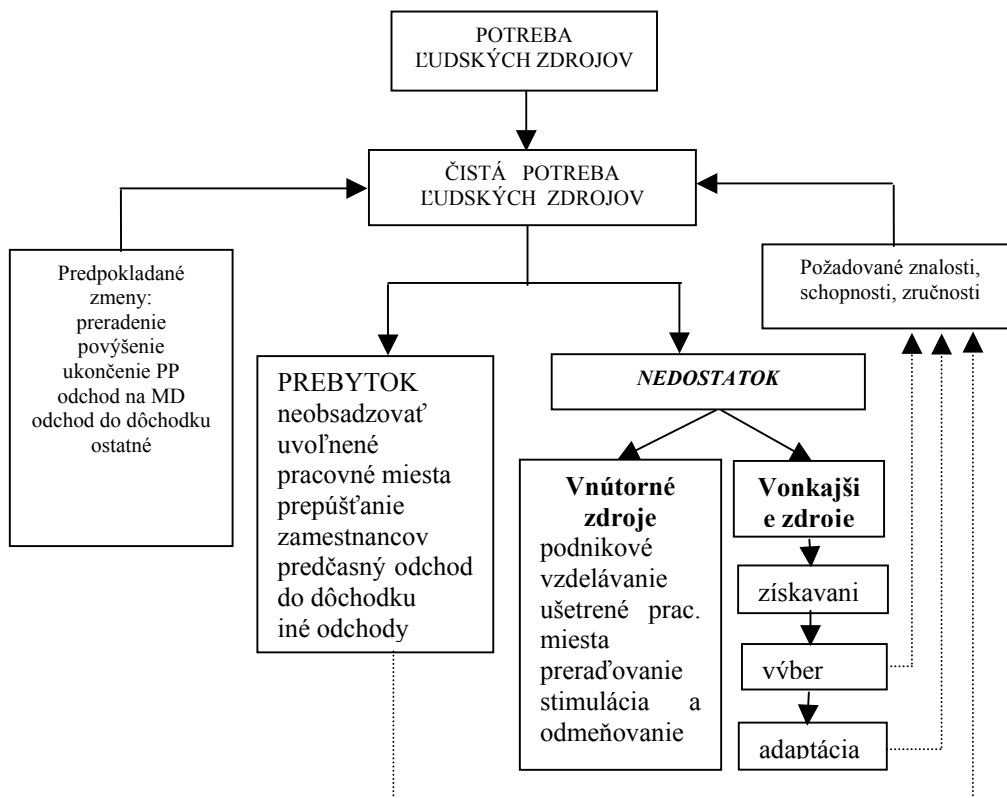 POTREBA
ĽUDSKÝCH ZDROJOV
ČISTÁ POTREBA
ĽUDSKÝCH ZDROJOV
Predpokladané
zmeny:
preradenie
povýšenie
ukončenie PP
odchod na MD
odchod do dôchodku
ostatné
Požadované znalosti,
schopnosti, zručnosti
PREBYTOK
neobsadzovať
uvoľnené
pracovné miesta
prepúšťanie
zamestnancov
predčasný odchod
do dôchodku
iné odchody
NEDOSTATOK
Vnútorné
zdroje
podnikové
vzdelávanie
ušetrené prac.
miesta
preraďovanie
stimulácia a
odmeňovanie
Vonkajši
e zdroie
získavani
výber
adaptácia